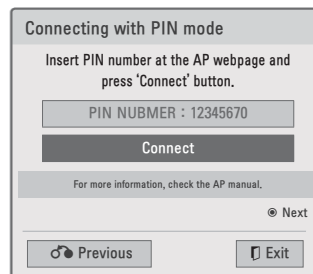 Connecting with PIN mode
Insert PIN number at the AP webpage and
press ‘Connect’ button.
PIN NUBMER : 12345670
Connect
For more information, check the AP manual.
Next
Previous
Exit